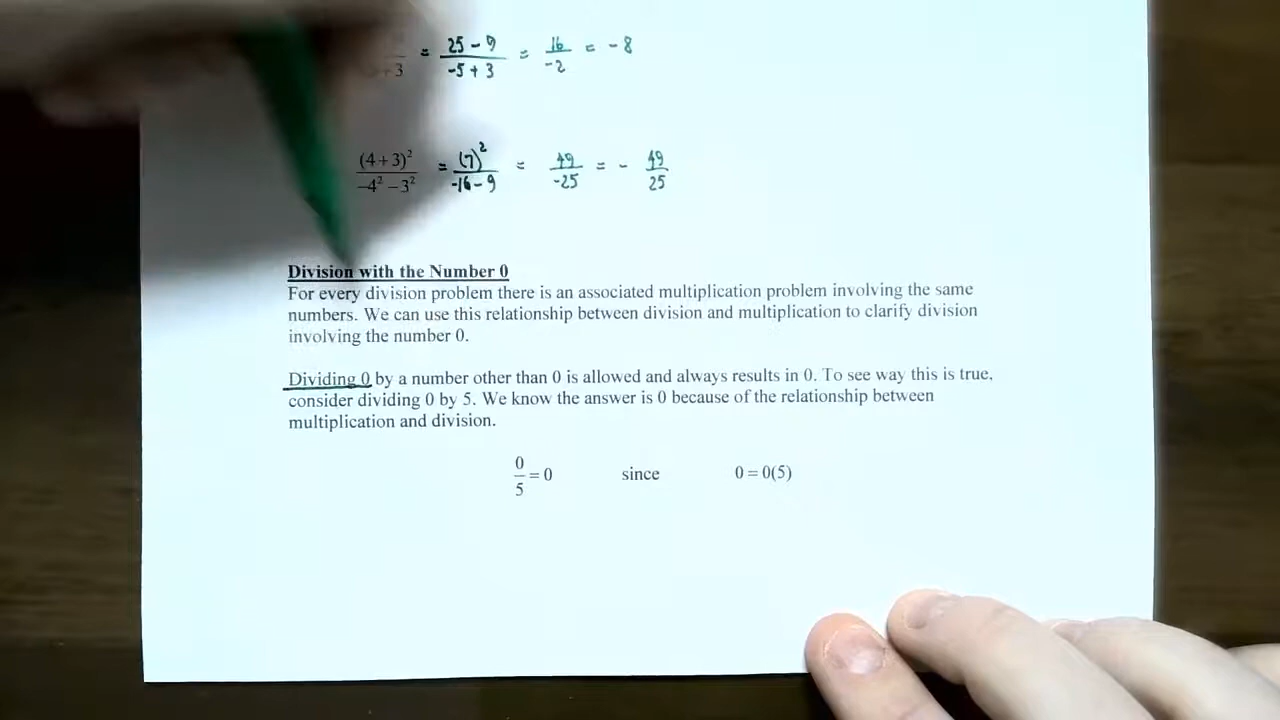 + 3 = 25 - 9 / -5 + 3 = 16 / -2 = - 8
(4+3)² / -4² - 3² = (7)² / -16 - 9 = 49 / -25 = - 49 / 25
Division with the Number 0
For every division problem there is an associated multiplication problem involving the same
numbers. We can use this relationship between division and multiplication to clarify division
involving the number 0.
Dividing 0 by a number other than 0 is allowed and always results in 0. To see way this is true,
consider dividing 0 by 5. We know the answer is 0 because of the relationship between
multiplication and division.
0 / 5 = 0 since 0 = 0(5)